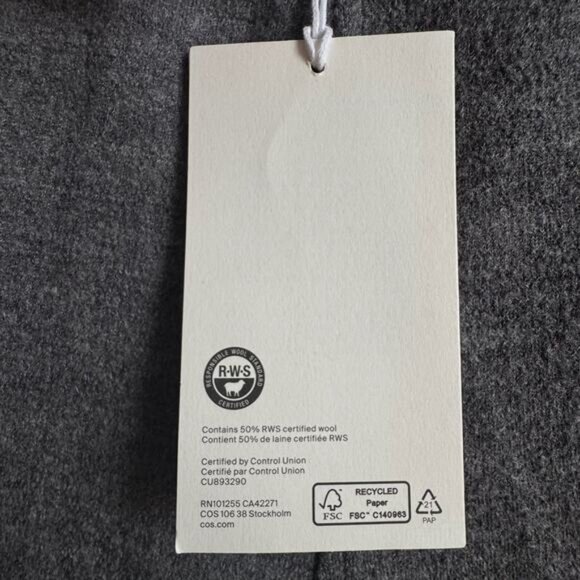 RESPONSIBLE WOOL STANDARD
R·W·S
CERTIFIED
Contains 50% RWS certified wool
Contient 50% de laine certifiée RWS
Certified by Control Union
Certifié par Control Union
CU893290
RN101255 CA42271
COS 106 38 Stockholm
cos.com
FSC
RECYCLED
Paper
FSC™ C140963
21
PAP